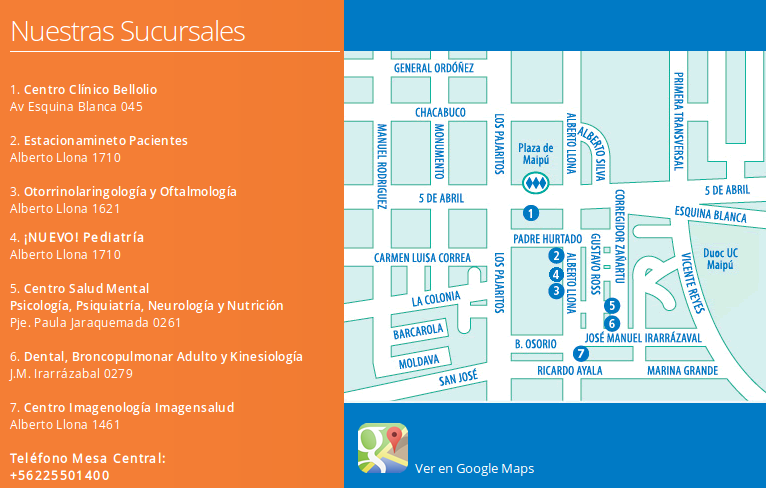 Nuestras Sucursales
1. Centro Clínico Bellolio
Av Esquina Blanca 045
2. Estacionamineto Pacientes
Alberto Llona 1710
3. Otorrinolaringología y Oftalmología
Alberto Llona 1621
4. ¡NUEVO! PedIatría
Alberto Llona 1710
5. Centro Salud Mental
Psicología, Psiquiatría, Neurología y Nutrición
Pje. Paula Jaraquemada 0261
6. Dental, Broncopulmonar Adulto y Kinesiología
J.M. Irarrázabal 0279
7. Centro Imagenología Imagensalud
Alberto Llona 1461
Teléfono Mesa Central:
+56225501400
GENERAL ORDÓÑEZ
CHACABUCO
MANUEL RODRIGUEZ
MONUMENTO
LOS PAJARITOS
Plaza de
Maipú
ALBERTO LLONA
ALBERTO SILVA
PRIMERA TRANSVERSAL
5 DE ABRIL
5 DE ABRIL
1
ESQUINA BLANCA
CORREGIDOR ZAÑARTU
PADRE HURTADO
GUSTAVO ROSS
CARMEN LUISA CORREA
LOS PAJARITOS
2
4
3
ALBERTO LLONA
VICENTE REYES
Duoc UC
Maipú
LA COLONIA
5
6
BARCAROLA
B. OSORIO
JOSÉ MANUEL IRARRÁZAVAL
7
MOLDAVA
SAN JOSÉ
RICARDO AYALA
MARINA GRANDE
g
Ver en Google Maps